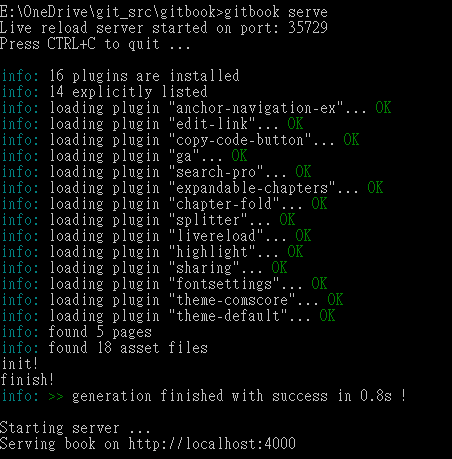 E:\OneDrive\git_src\gitbook>gitbook serve
Live reload server started on port: 35729
Press CTRL+C to quit ...
info: 16 plugins are installed
info: 14 explicitly listed
info: loading plugin "anchor-navigation-ex"... OK
info: loading plugin "edit-link"... OK
info: loading plugin "copy-code-button"... OK
info: loading plugin "ga"... OK
info: loading plugin "search-pro"... OK
info: loading plugin "expandable-chapters"... OK
info: loading plugin "chapter-fold"... OK
info: loading plugin "splitter"... OK
info: loading plugin "livereload"... OK
info: loading plugin "highlight"... OK
info: loading plugin "sharing"... OK
info: loading plugin "fontsettings"... OK
info: loading plugin "theme-comscore"... OK
info: loading plugin "theme-default"... OK
info: found 5 pages
info: found 18 asset files
init!
finish!
info: >> generation finished with success in 0.8s !
Starting server ...
Serving book on http://localhost:4000